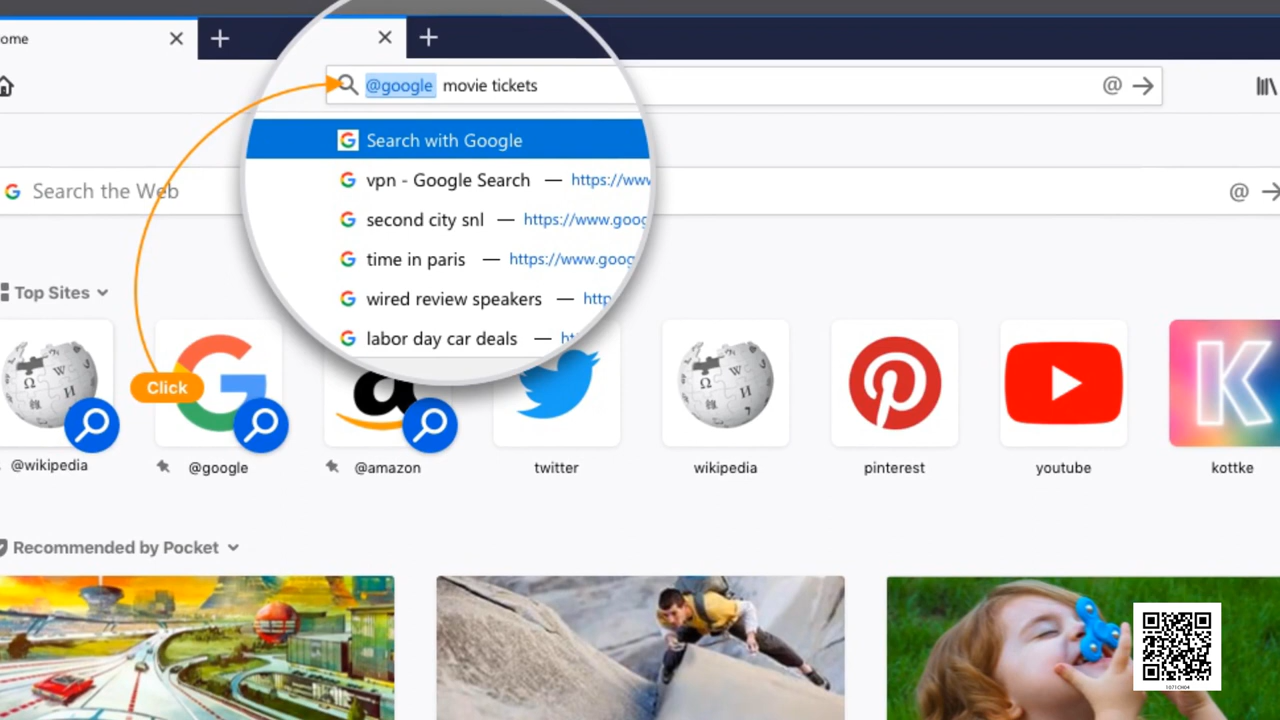 ome
@google movie tickets
@
Search with Google
vpn - Google Search — https://www
second city snl — https://www.goog
time in paris — https://www.goog
wired review speakers — http
labor day car deals — ht
Search the Web
@
Top Sites
Click
@wikipedia
@google
@amazon
twitter
wikipedia
pinterest
youtube
kottke
K
Recommended by Pocket
1071CH04